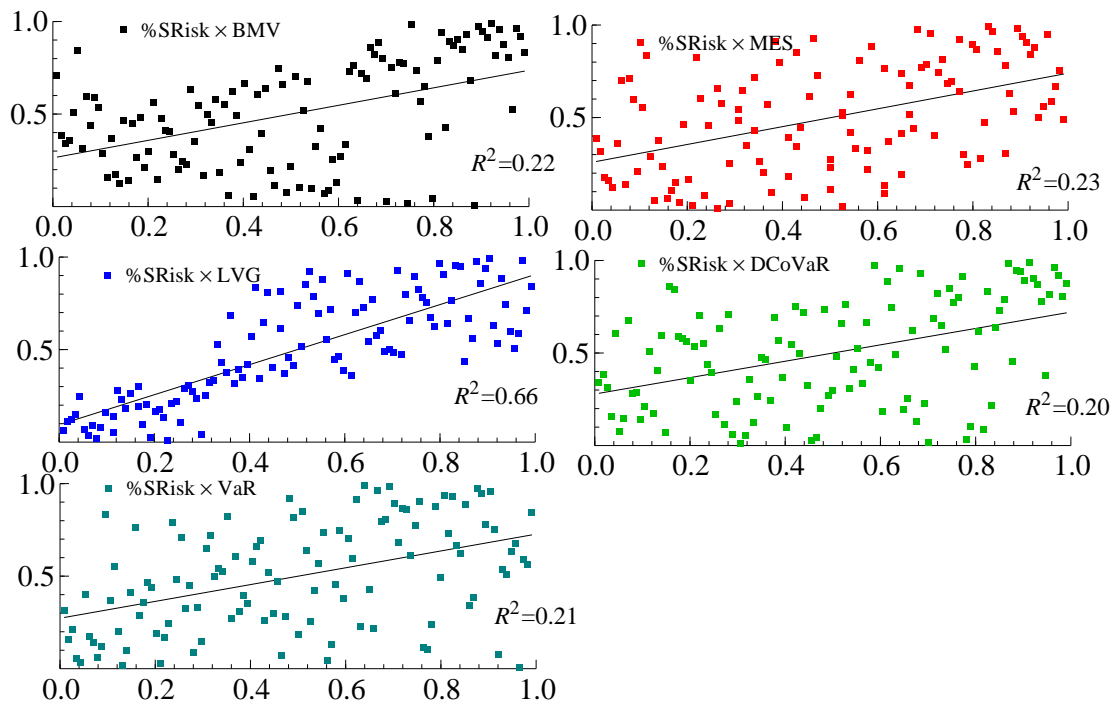 1.0
%SRisk × BMV
0.5
R²=0.22
0.0 0.2 0.4 0.6 0.8 1.0
1.0
%SRisk × MES
0.5
R²=0.23
0.0 0.2 0.4 0.6 0.8 1.0
1.0
%SRisk × LVG
0.5
R²=0.66
0.0 0.2 0.4 0.6 0.8 1.0
1.0
%SRisk × DCoVaR
0.5
R²=0.20
0.0 0.2 0.4 0.6 0.8 1.0
1.0
%SRisk × VaR
0.5
R²=0.21
0.0 0.2 0.4 0.6 0.8 1.0